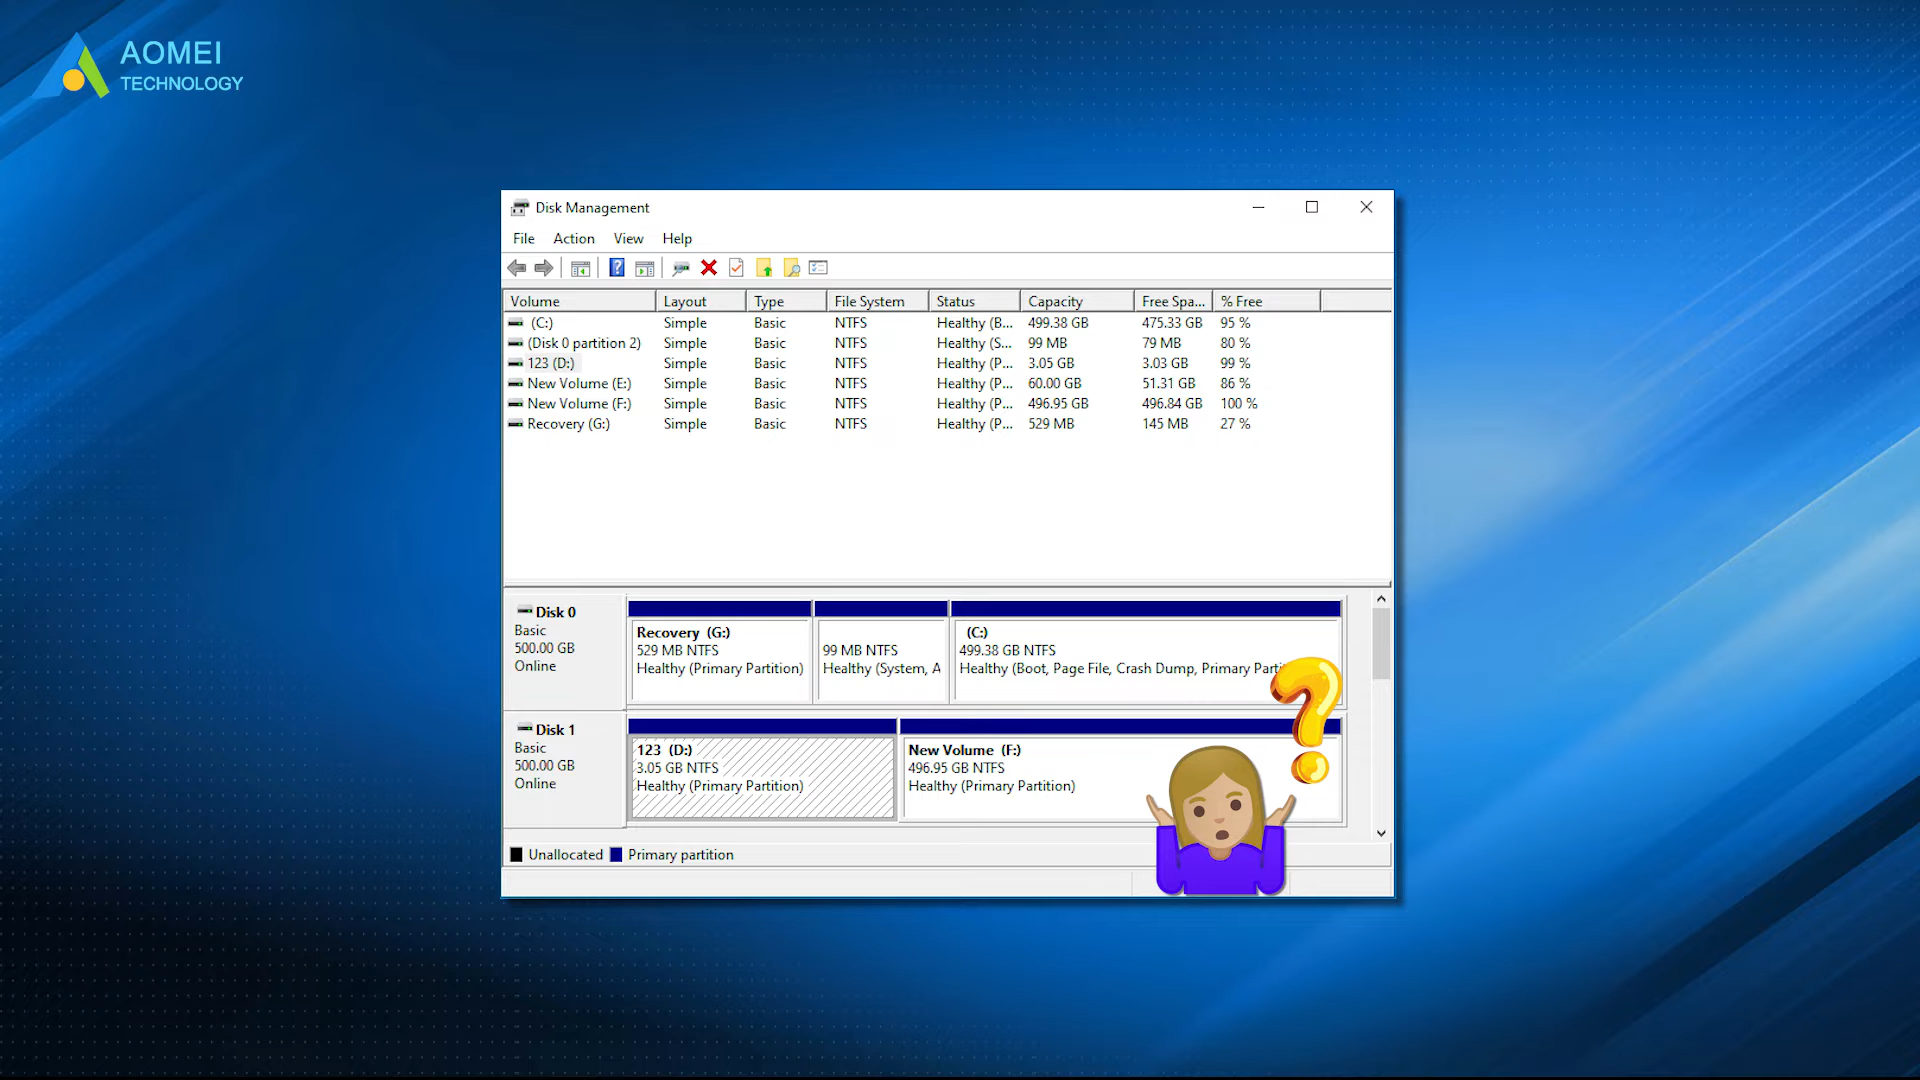 AOMEI
TECHNOLOGY
Disk Management
File Action View Help
Volume Layout Type File System Status Capacity Free Spa... % Free
(C:) Simple Basic NTFS Healthy (B... 499.38 GB 475.33 GB 95 %
(Disk 0 partition 2) Simple Basic NTFS Healthy (S... 99 MB 79 MB 80 %
123 (D:) Simple Basic NTFS Healthy (P... 3.05 GB 3.03 GB 99 %
New Volume (E:) Simple Basic NTFS Healthy (P... 60.00 GB 51.31 GB 86 %
New Volume (F:) Simple Basic NTFS Healthy (P... 496.95 GB 496.84 GB 100 %
Recovery (G:) Simple Basic NTFS Healthy (P... 529 MB 145 MB 27 %
Disk 0
Basic
500.00 GB
Online
Recovery (G:)
529 MB NTFS
Healthy (Primary Partition)
99 MB NTFS
Healthy (System, A
(C:)
499.38 GB NTFS
Healthy (Boot, Page File, Crash Dump, Primary Parti
Disk 1
Basic
500.00 GB
Online
123 (D:)
3.05 GB NTFS
Healthy (Primary Partition)
New Volume (F:)
496.95 GB NTFS
Healthy (Primary Partition)
Unallocated Primary partition